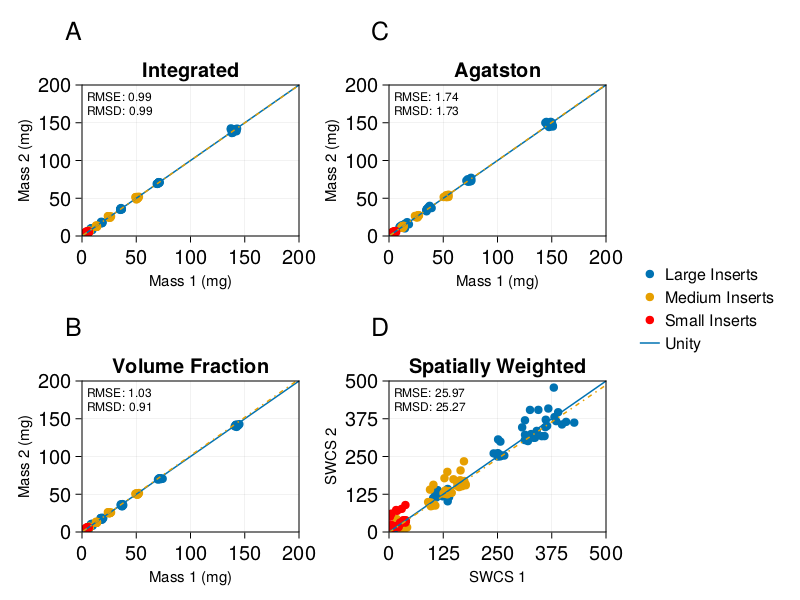 A
Integrated
RMSE: 0.99
RMSD: 0.99
200
150
100
50
0
Mass 2 (mg)
0 50 100 150 200
Mass 1 (mg)
C
Agatston
RMSE: 1.74
RMSD: 1.73
200
150
100
50
0
Mass 2 (mg)
0 50 100 150 200
Mass 1 (mg)
B
Volume Fraction
RMSE: 1.03
RMSD: 0.91
200
150
100
50
0
Mass 2 (mg)
0 50 100 150 200
Mass 1 (mg)
D
Spatially Weighted
RMSE: 25.97
RMSD: 25.27
500
375
250
125
0
SWCS 2
0 125 250 375 500
SWCS 1
Large Inserts
Medium Inserts
Small Inserts
Unity